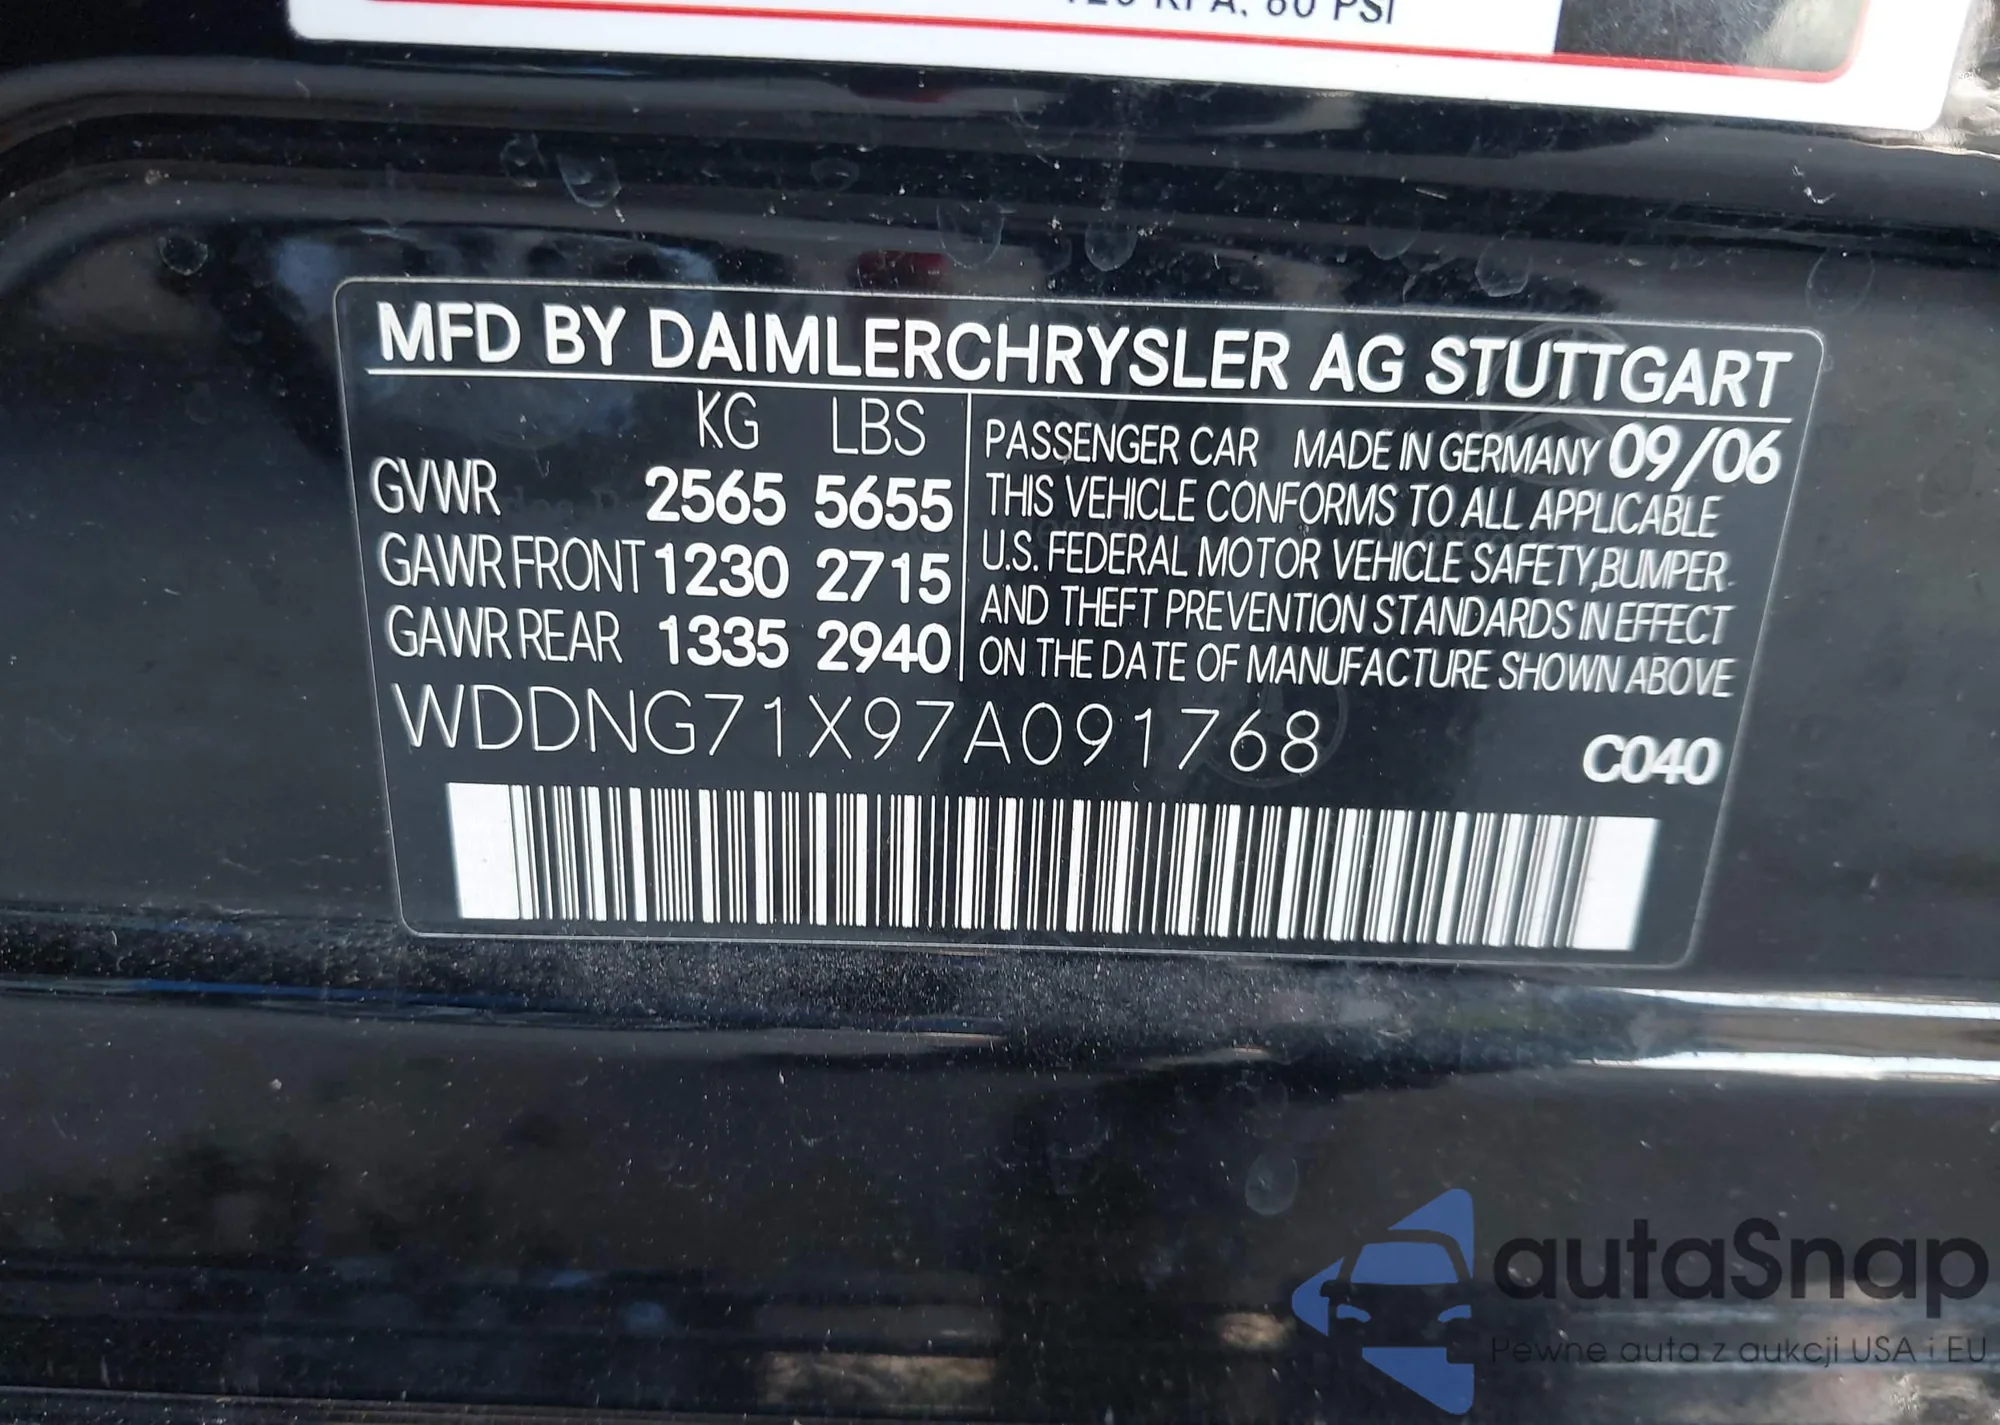 KPA, 60 PSI
MFD BY DAIMLERCHRYSLER AG STUTTGART
KG LBS
GVWR 2565 5655
GAWR FRONT 1230 2715
GAWR REAR 1335 2940
PASSENGER CAR MADE IN GERMANY 09/06
THIS VEHICLE CONFORMS TO ALL APPLICABLE
U.S. FEDERAL MOTOR VEHICLE SAFETY, BUMPER
AND THEFT PREVENTION STANDARDS IN EFFECT
ON THE DATE OF MANUFACTURE SHOWN ABOVE
WDDNG71X97A091768
C040
autaSnap
Pewne auta z aukcji USA i EU